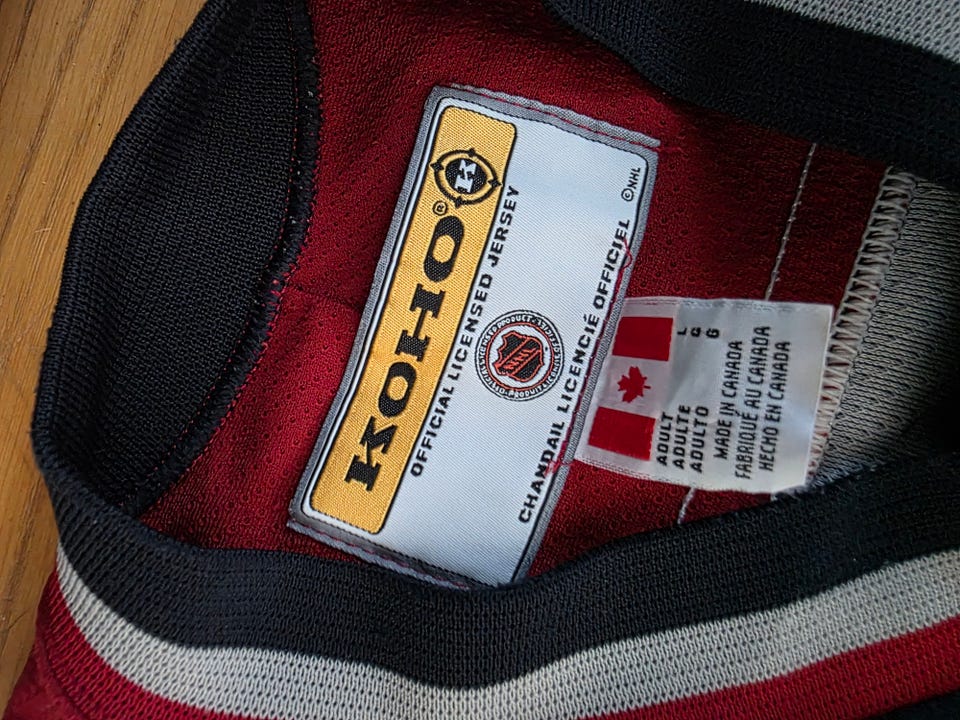 KOHO®
OFFICIAL LICENSED JERSEY
CHANDAIL LICENCIÉ OFFICIEL ©NHL
NHL
ADULT L
ADULTE G
ADULTO G
MADE IN CANADA
FABRIQUÉ AU CANADA
HECHO EN CANADA